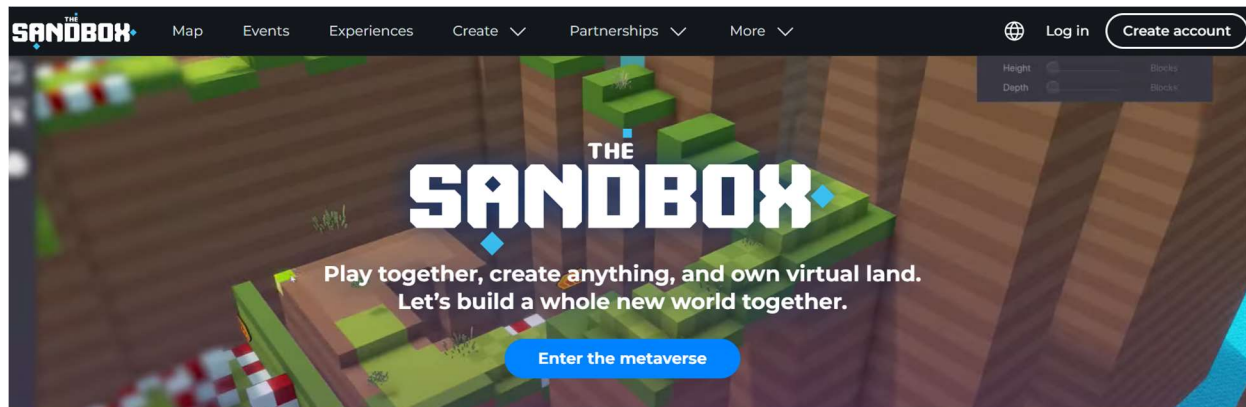 THE
SANDBOX
Map
Events
Experiences
Create
Partnerships
More
Log in
Create account
Height
Blocks
Depth
Blocks
THE
SANDBOX
Play together, create anything, and own virtual land.
Let's build a whole new world together.
Enter the metaverse